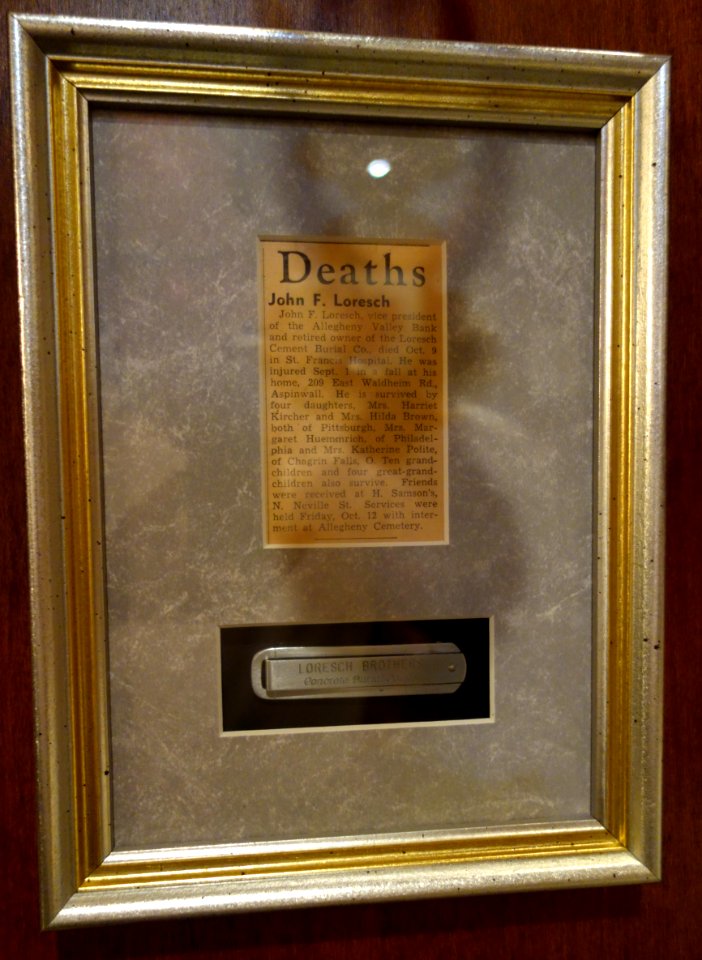 Deaths
John F. Loresch
John F. Loresch, vice president
of the Allegheny Valley Bank
and retired owner of the Loresch
Cement Burial Co., died Oct. 9
in St. Francis Hospital. He was
injured Sept. 1 in a fall at his
home, 209 East Waldheim Rd.,
Aspinwall. He is survived by
four daughters, Mrs. Harriet
Kircher and Mrs. Hilda Brown,
both of Pittsburgh, Mrs. Mar-
garet Huemmrich, of Philadel-
phia and Mrs. Katherine Polite,
of Chagrin Falls, O. Ten grand-
children and four great-grand-
children also survive. Friends
were received at H. Samson's,
N. Neville St. Services were
held Friday, Oct. 12 with inter-
ment at Allegheny Cemetery.
LORESCH BROTHERS
Concrete Burial